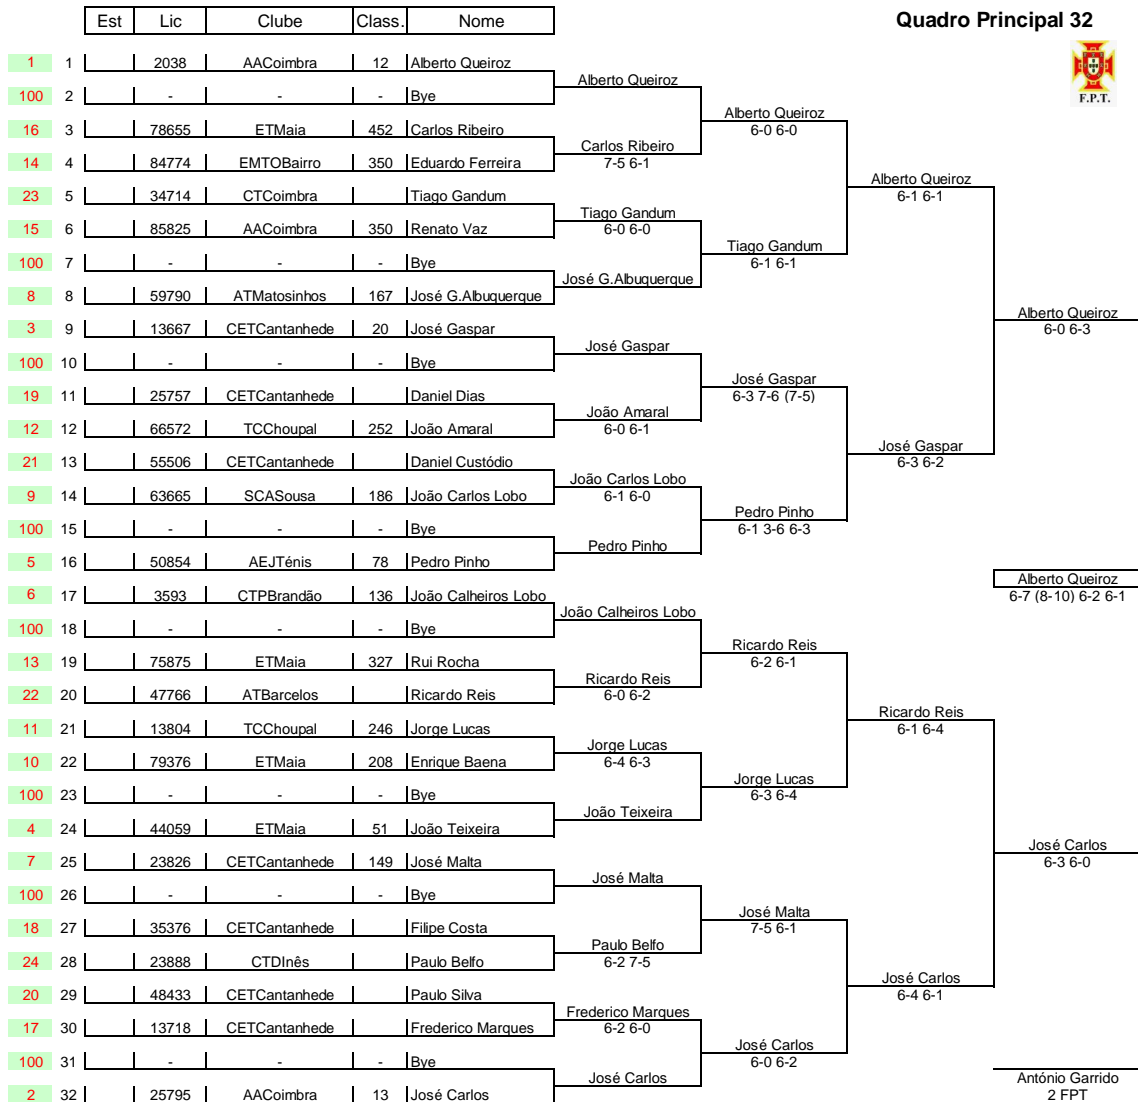 Est Lic Clube Class. Nome
Quadro Principal 32
F.P.T.
1 1 2038 AACoimbra 12 Alberto Queiroz
Alberto Queiroz
100 2 - - - Bye
Alberto Queiroz
6-0 6-0
16 3 78655 ETMaia 452 Carlos Ribeiro
Carlos Ribeiro
7-5 6-1
14 4 84774 EMTOBairro 350 Eduardo Ferreira
Alberto Queiroz
6-1 6-1
23 5 34714 CTCoimbra Tiago Gandum
Tiago Gandum
6-0 6-0
15 6 85825 AACoimbra 350 Renato Vaz
Tiago Gandum
6-1 6-1
100 7 - - - Bye
José G.Albuquerque
8 8 59790 ATMatosinhos 167 José G.Albuquerque
Alberto Queiroz
6-0 6-3
3 9 13667 CETCantanhede 20 José Gaspar
José Gaspar
100 10 - - - Bye
José Gaspar
6-3 7-6 (7-5)
19 11 25757 CETCantanhede Daniel Dias
João Amaral
6-0 6-1
12 12 66572 TCChoupal 252 João Amaral
José Gaspar
6-3 6-2
21 13 55506 CETCantanhede Daniel Custódio
João Carlos Lobo
6-1 6-0
9 14 63665 SCASousa 186 João Carlos Lobo
Pedro Pinho
6-1 3-6 6-3
100 15 - - - Bye
Pedro Pinho
5 16 50854 AEJTénis 78 Pedro Pinho
Alberto Queiroz
6-7 (8-10) 6-2 6-1
6 17 3593 CTPBrandão 136 João Calheiros Lobo
João Calheiros Lobo
100 18 - - - Bye
Ricardo Reis
6-2 6-1
13 19 75875 ETMaia 327 Rui Rocha
Ricardo Reis
6-0 6-2
22 20 47766 ATBarcelos Ricardo Reis
Ricardo Reis
6-1 6-4
11 21 13804 TCChoupal 246 Jorge Lucas
Jorge Lucas
6-4 6-3
10 22 79376 ETMaia 208 Enrique Baena
Jorge Lucas
6-3 6-4
100 23 - - - Bye
João Teixeira
4 24 44059 ETMaia 51 João Teixeira
José Carlos
6-3 6-0
7 25 23826 CETCantanhede 149 José Malta
José Malta
100 26 - - - Bye
José Malta
7-5 6-1
18 27 35376 CETCantanhede Filipe Costa
Paulo Belfo
6-2 7-5
24 28 23888 CTDInês Paulo Belfo
José Carlos
6-4 6-1
20 29 48433 CETCantanhede Paulo Silva
Frederico Marques
6-2 6-0
17 30 13718 CETCantanhede Frederico Marques
José Carlos
6-0 6-2
100 31 - - - Bye
José Carlos
2 32 25795 AACoimbra 13 José Carlos
António Garrido
2 FPT